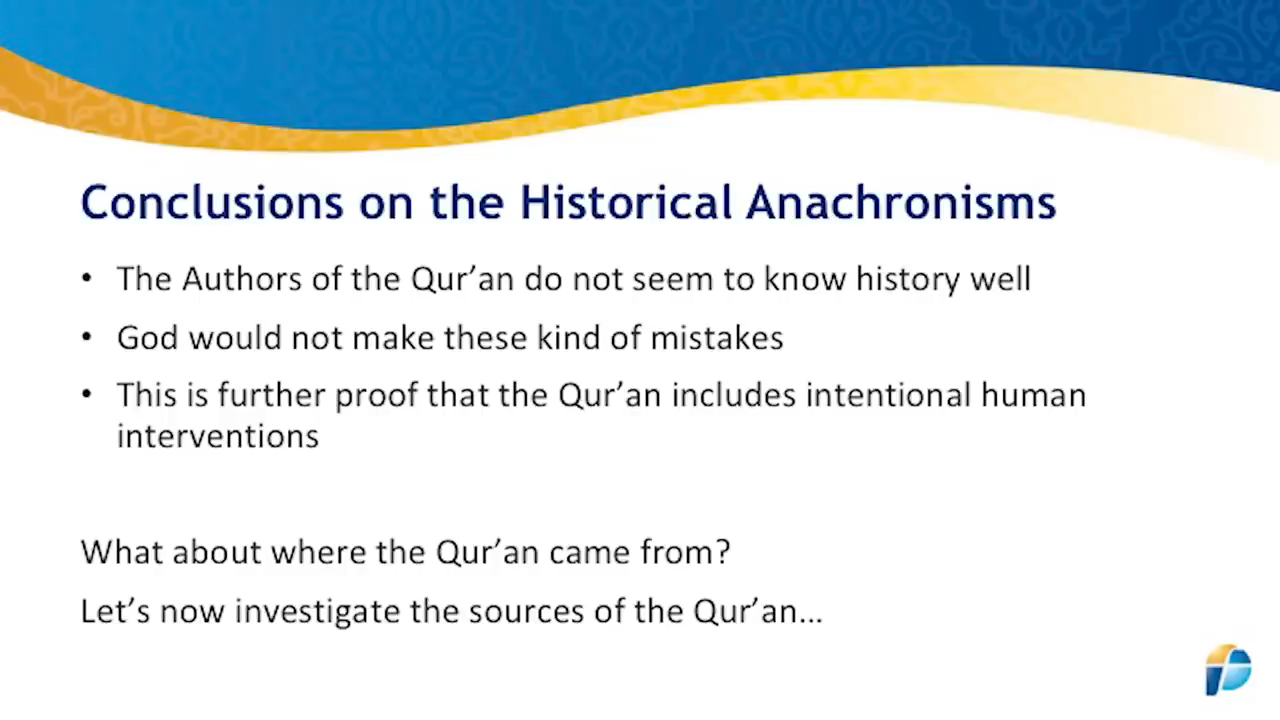 Conclusions on the Historical Anachronisms
• The Authors of the Qur’an do not seem to know history well
• God would not make these kind of mistakes
• This is further proof that the Qur’an includes intentional human
interventions
What about where the Qur’an came from?
Let’s now investigate the sources of the Qur’an…